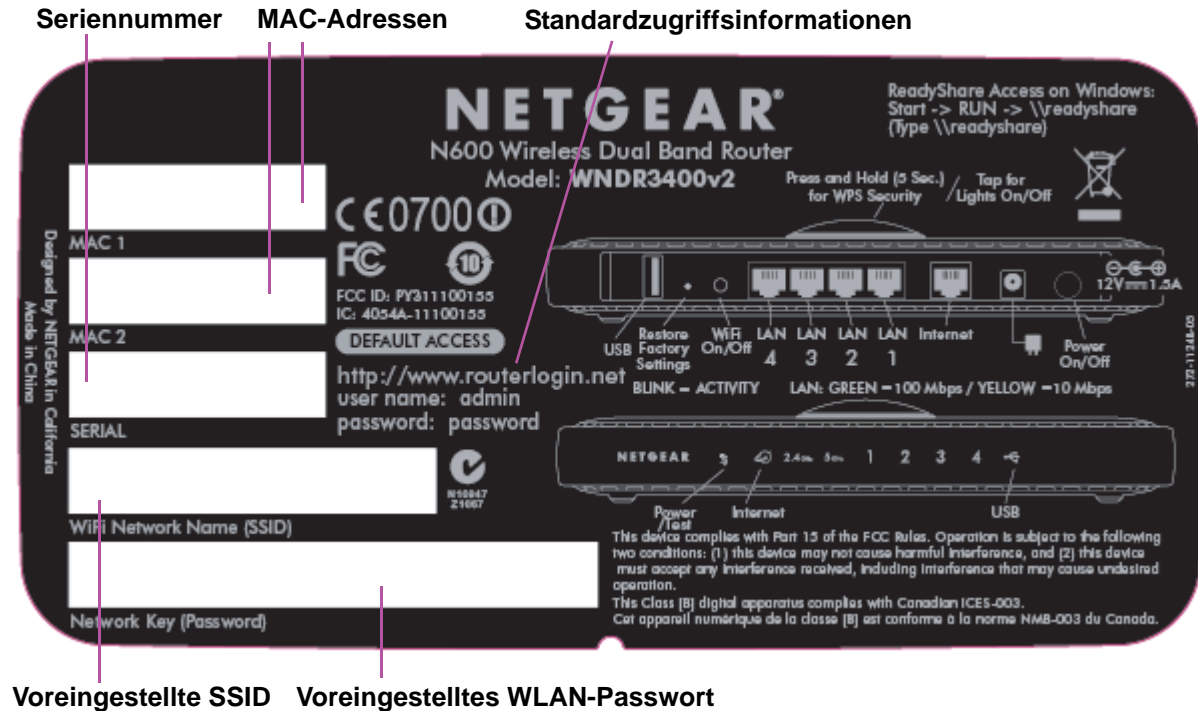 Seriennummer MAC-Adressen Standardzugriffsinformationen
NETGEAR®
N600 Wireless Dual Band Router
Model: WNDR3400v2
ReadyShare Access on Windows:
Start -> RUN -> \\readyshare
(Type \\readyshare)
Press and Hold (5 Sec.) / Tap for
for WPS Security / Lights On/Off
MAC 1
MAC 2
SERIAL
WiFi Network Name (SSID)
Network Key (Password)
Designed by NETGEAR in California
Made in China
CE0700
FC
10
FCC ID: PY311100155
IC: 4054A-11100155
DEFAULT ACCESS
http://www.routerlogin.net
user name: admin
password: password
N10947
Z1067
12V 1.5A
USB
Restore
Factory
Settings
WiFi
On/Off
LAN LAN LAN LAN
4 3 2 1
Internet
Power
On/Off
BLINK = ACTIVITY LAN: GREEN =100 Mbps / YELLOW =10 Mbps
NETGEAR 1 2 3 4
Power
/Test
Internet
USB
This device complies with Part 15 of the FCC Rules. Operation is subject to the following
two conditions: (1) this device may not cause harmful interference, and (2) this device
must accept any interference received, including interference that may cause undesired
operation.
This Class [B] digital apparatus complies with Canadian ICES-003.
Cet appareil numérique de la classe [B] est conforme à la norme NMB-003 du Canada.
Voreingestellte SSID Voreingestelltes WLAN-Passwort